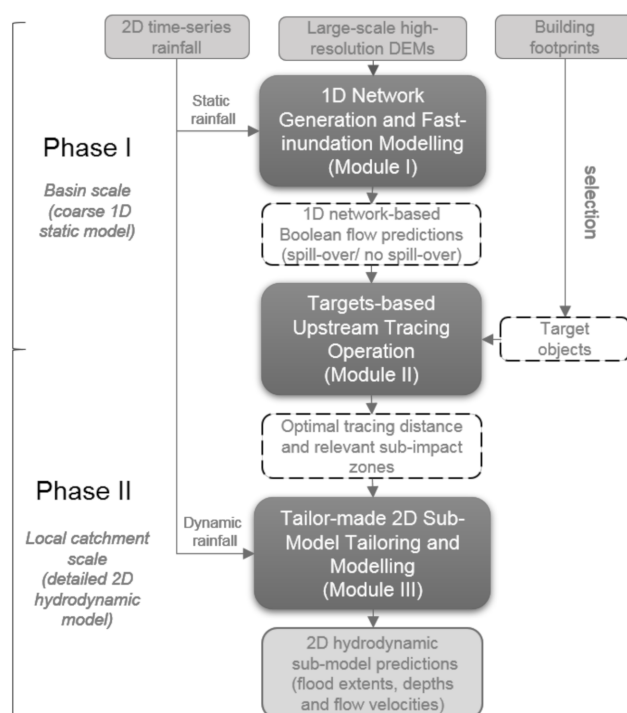 2D time-series
rainfall
Large-scale high-
resolution DEMs
Building
footprints
Static
rainfall
1D Network
Generation and Fast-
inundation Modelling
(Module I)
selection
Phase I
Basin scale
(coarse 1D
static model)
1D network-based
Boolean flow predictions
(spill-over/ no spill-over)
Targets-based
Upstream Tracing
Operation
(Module II)
Target
objects
Optimal tracing distance
and relevant sub-impact
zones
Phase II
Local catchment
scale
(detailed 2D
hydrodynamic
model)
Dynamic
rainfall
Tailor-made 2D Sub-
Model Tailoring and
Modelling
(Module III)
2D hydrodynamic
sub-model predictions
(flood extents, depths
and flow velocities)